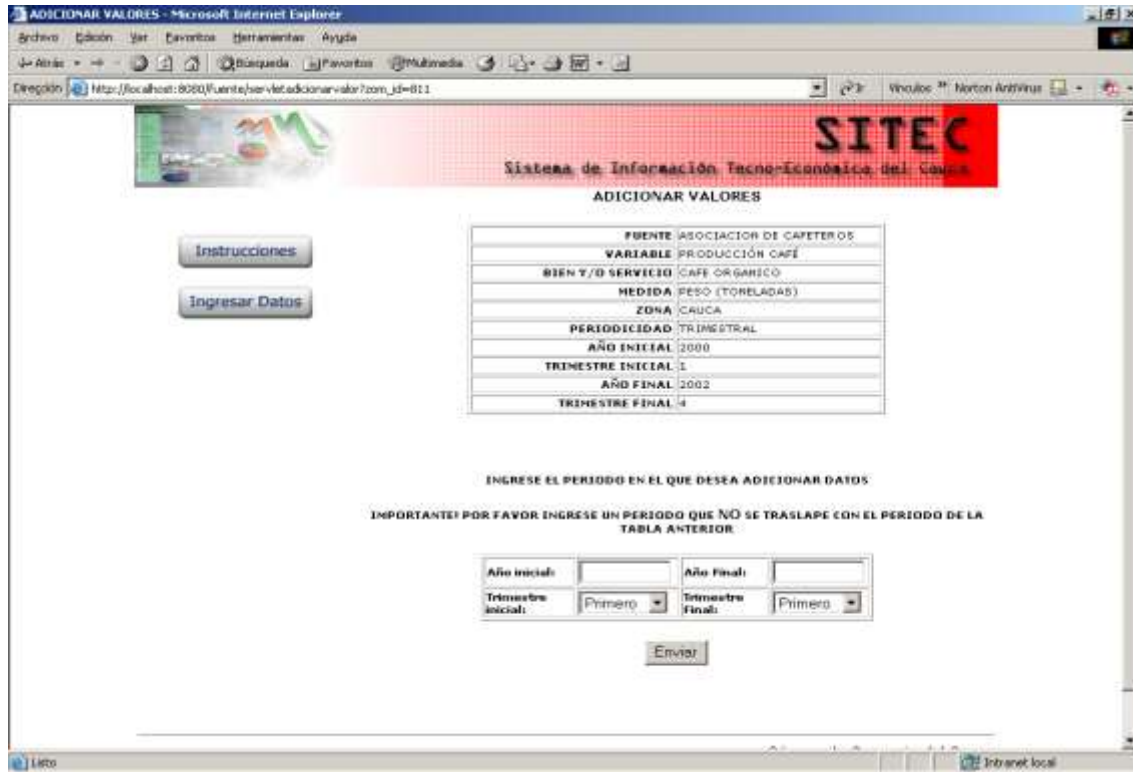 ADICIONAR VALORES - Microsoft Internet Explorer
Archivo Edición Ver Favoritos Herramientas Ayuda
Atrás Búsqueda Favoritos Multimedia
Dirección http://localhost:8080/Fuente/servlet.adicionarvalor?zom_id=811 Ir Vínculos » Norton AntiVirus
SITEC
Sistema de Información Tecno-Económica del Cauca
ADICIONAR VALORES
Instrucciones
Ingresar Datos
FUENTE ASOCIACION DE CAFETEROS
VARIABLE PRODUCCIÓN CAFÉ
BIEN Y/O SERVICIO CAFE ORGANICO
MEDIDA PESO (TONELADAS)
ZONA CAUCA
PERIODICIDAD TRIMESTRAL
AÑO INICIAL 2000
TRIMESTRE INICIAL 1
AÑO FINAL 2002
TRIMESTRE FINAL 4
INGRESE EL PERIODO EN EL QUE DESEA ADICIONAR DATOS
IMPORTANTE! POR FAVOR INGRESE UN PERIODO QUE NO SE TRASLAPE CON EL PERIODO DE LA
TABLA ANTERIOR
Año inicial: Año Final:
Trimestre inicial: Primero Trimestre Final: Primero
Enviar
Listo Intranet local